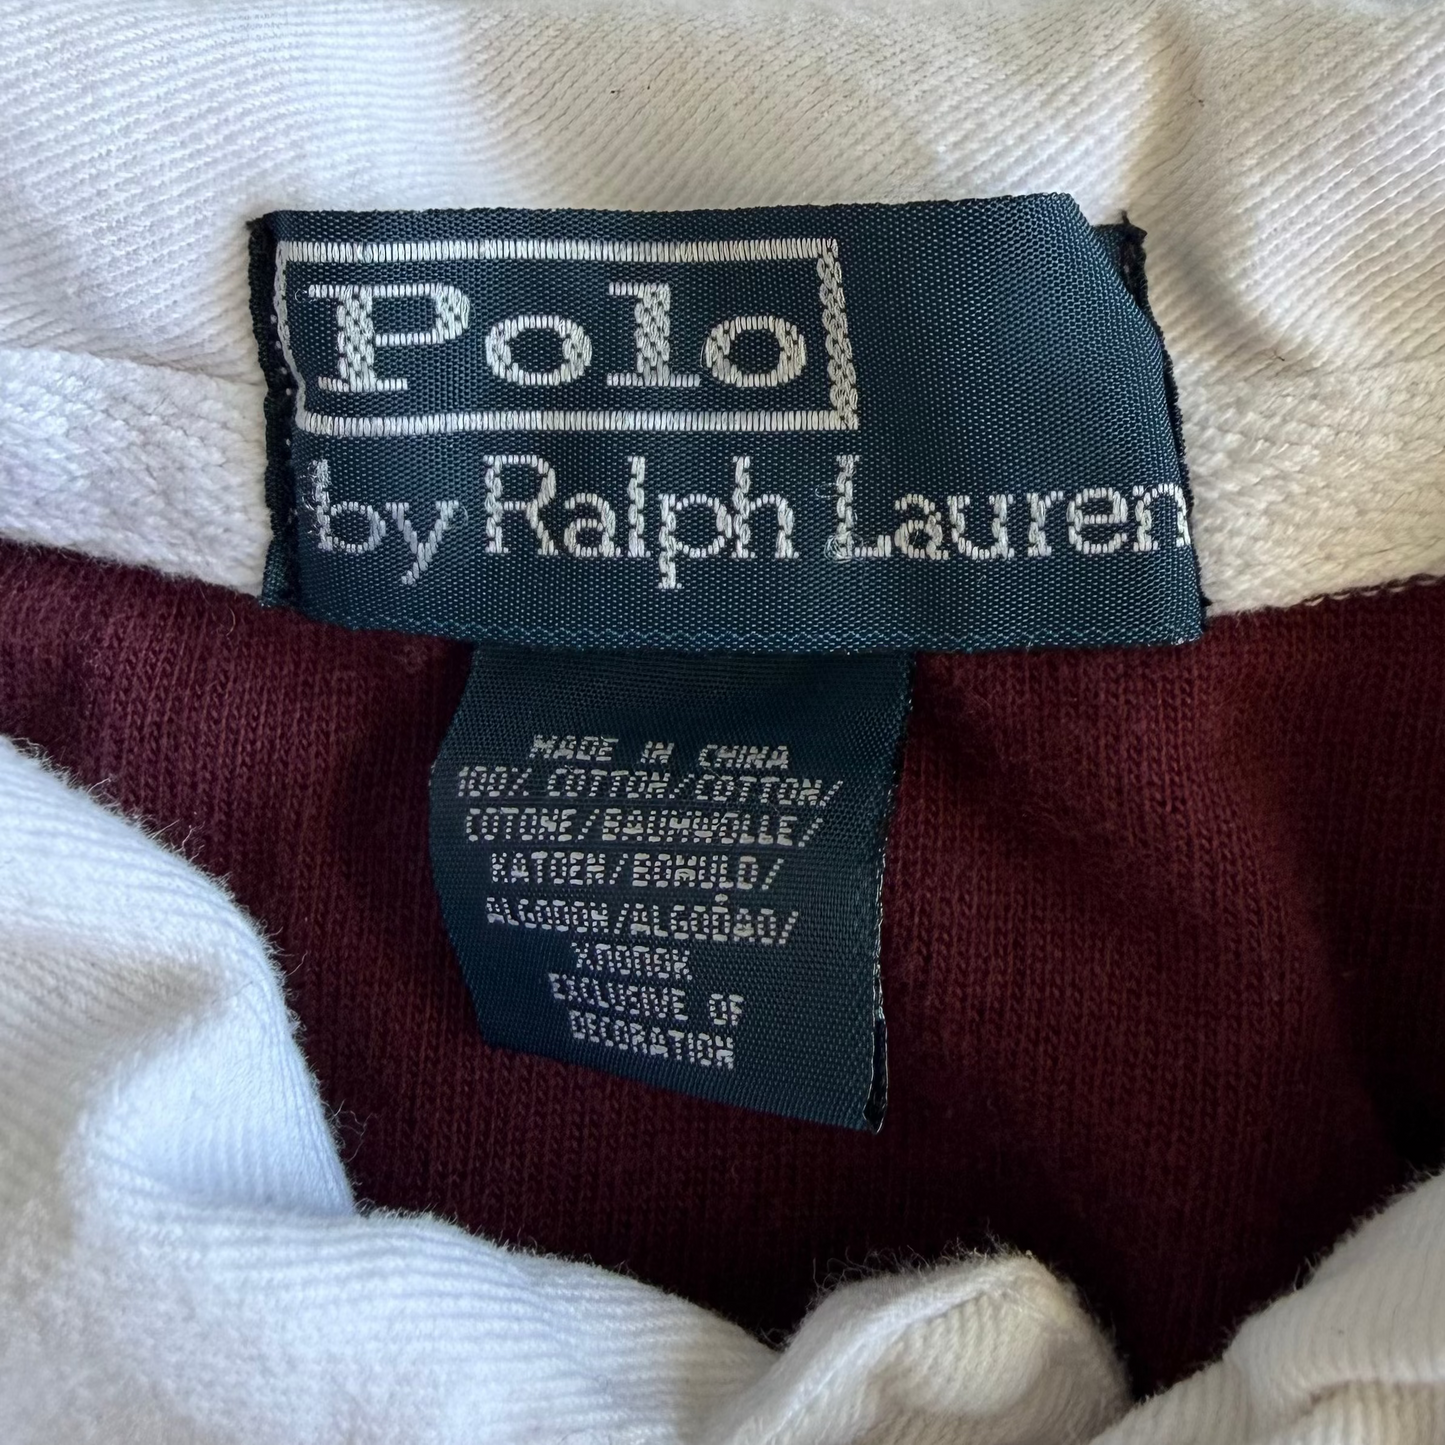 Polo
by Ralph Lauren
MADE IN CHINA
100% COTTON/COTTON/
COTONE/BAUMWOLLE/
KATOEN/BOMULD/
ALGODON/ALGODÃO/
ΧΠΟΠΟΚ
EXCLUSIVE OF
DECORATION